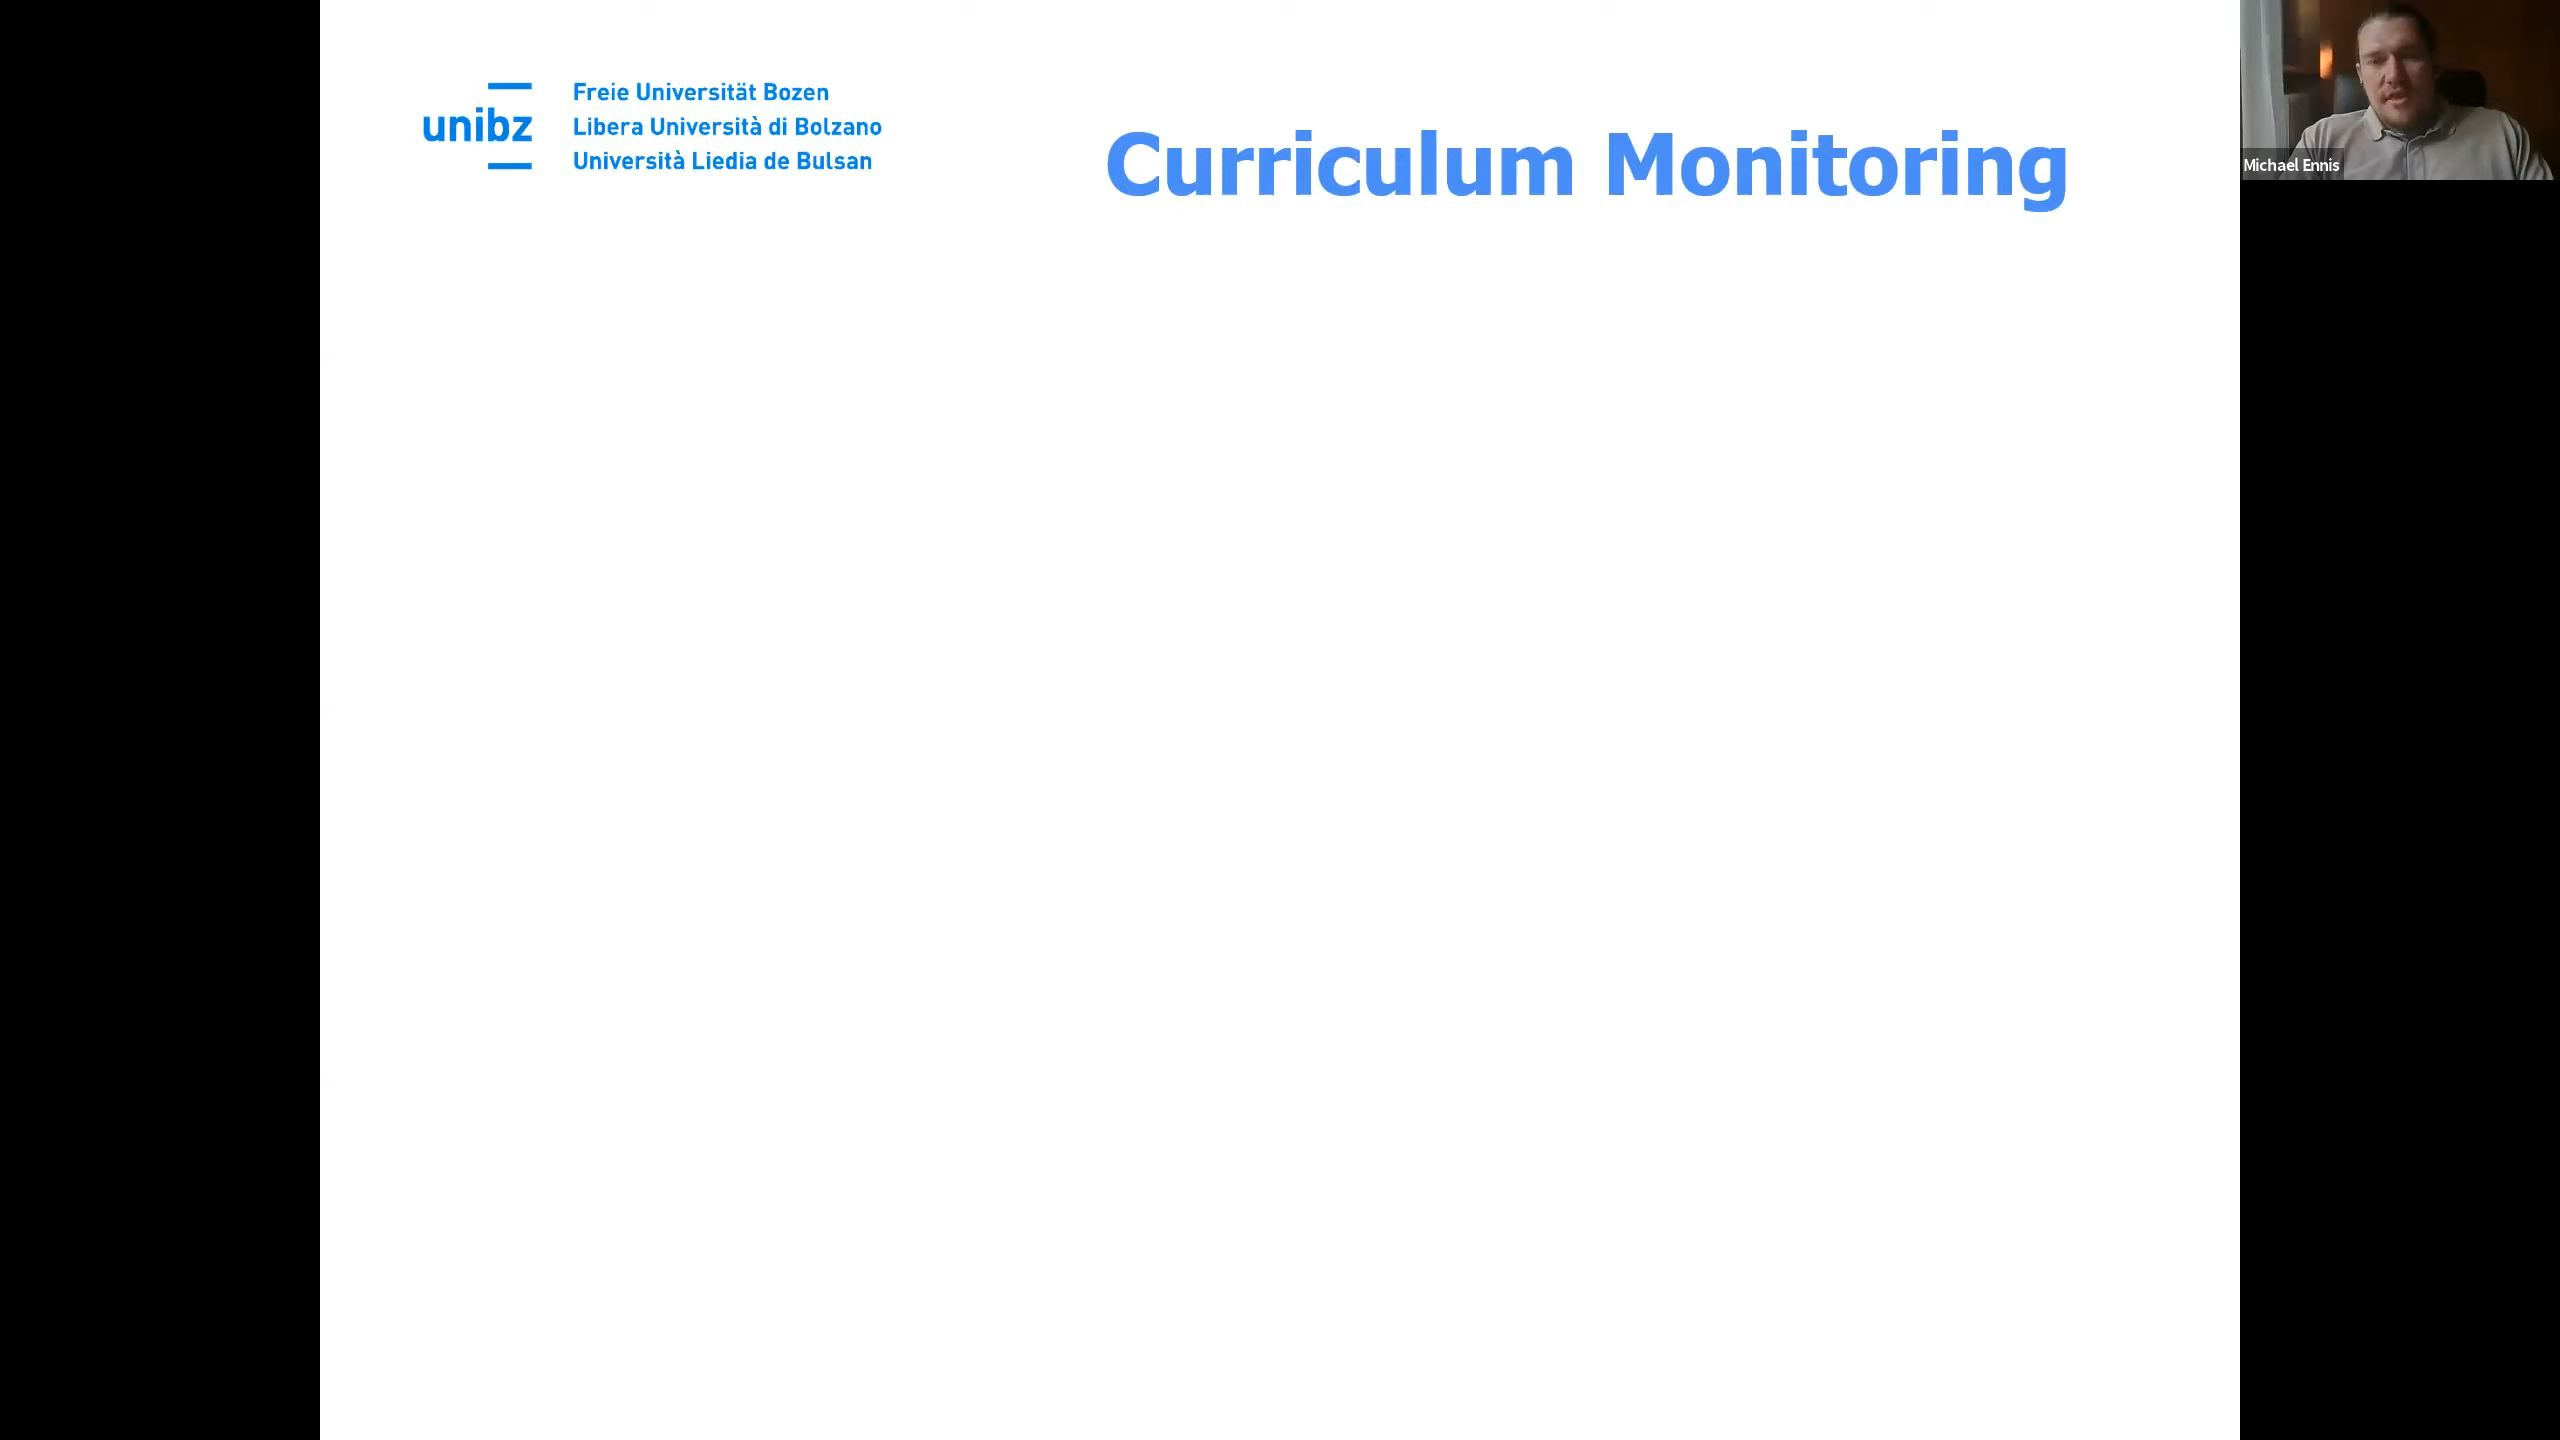 unibz
Freie Universität Bozen
Libera Università di Bolzano
Università Liedia de Bulsan
Curriculum Monitoring
Michael Ennis